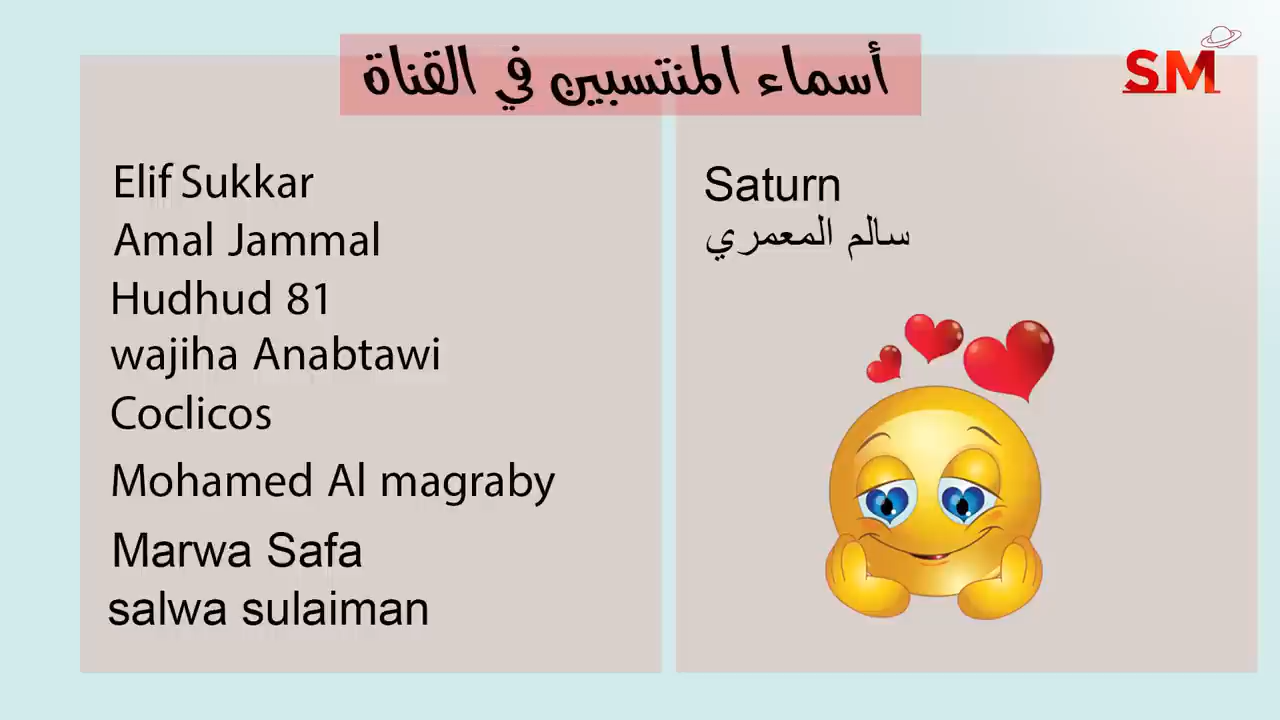 أسماء المنتسبين في القناة
SM
Elif Sukkar
Amal Jammal
Hudhud 81
wajiha Anabtawi
Coclicos
Mohamed Al magraby
Marwa Safa
salwa sulaiman
Saturn
سالم المعمري